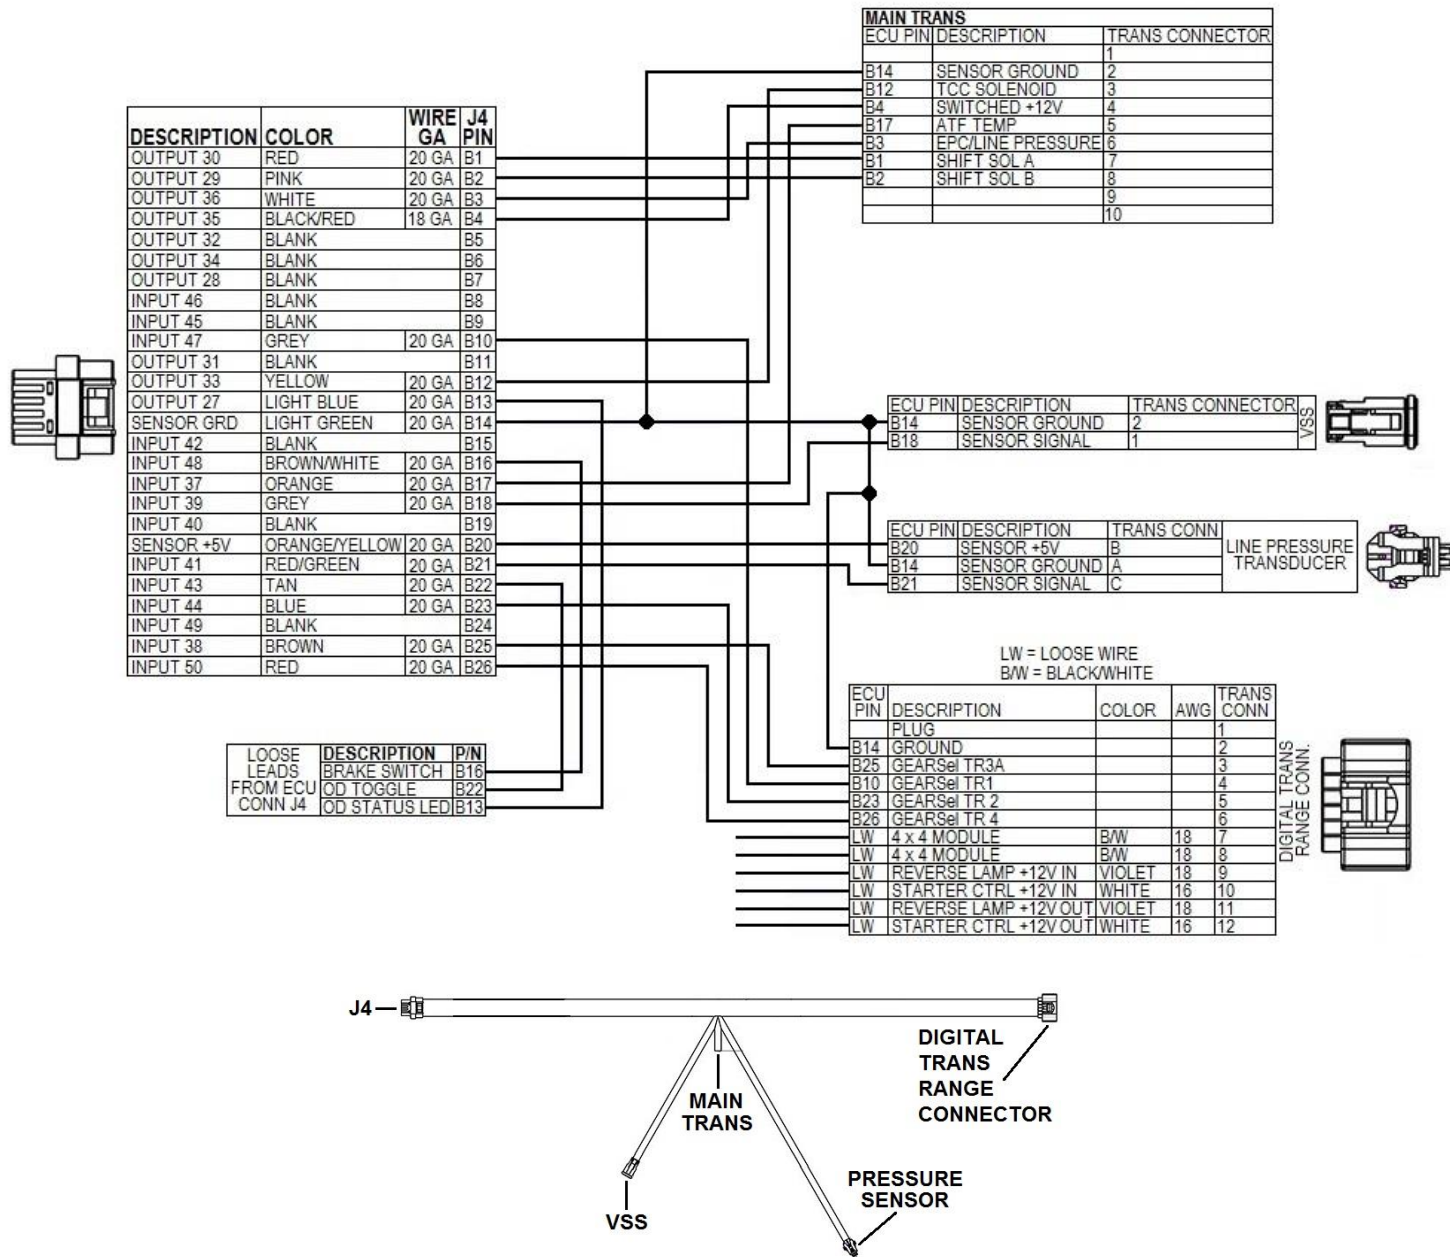 MAIN TRANS
ECU PIN DESCRIPTION TRANS CONNECTOR
1
B14 SENSOR GROUND 2
B12 TCC SOLENOID 3
B4 SWITCHED +12V 4
B17 ATF TEMP 5
B3 EPC/LINE PRESSURE 6
B1 SHIFT SOL A 7
B2 SHIFT SOL B 8
9
10
DESCRIPTION COLOR WIRE GA J4 PIN
OUTPUT 30 RED 20 GA B1
OUTPUT 29 PINK 20 GA B2
OUTPUT 36 WHITE 20 GA B3
OUTPUT 35 BLACK/RED 18 GA B4
OUTPUT 32 BLANK B5
OUTPUT 34 BLANK B6
OUTPUT 28 BLANK B7
INPUT 46 BLANK B8
INPUT 45 BLANK B9
INPUT 47 GREY 20 GA B10
OUTPUT 31 BLANK B11
OUTPUT 33 YELLOW 20 GA B12
OUTPUT 27 LIGHT BLUE 20 GA B13
SENSOR GRD LIGHT GREEN 20 GA B14
INPUT 42 BLANK B15
INPUT 48 BROWN/WHITE 20 GA B16
INPUT 37 ORANGE 20 GA B17
INPUT 39 GREY 20 GA B18
INPUT 40 BLANK B19
SENSOR +5V ORANGE/YELLOW 20 GA B20
INPUT 41 RED/GREEN 20 GA B21
INPUT 43 TAN 20 GA B22
INPUT 44 BLUE 20 GA B23
INPUT 49 BLANK B24
INPUT 38 BROWN 20 GA B25
INPUT 50 RED 20 GA B26
ECU PIN DESCRIPTION TRANS CONNECTOR
B14 SENSOR GROUND 2
B18 SENSOR SIGNAL 1
VSS
ECU PIN DESCRIPTION TRANS CONN
B20 SENSOR +5V B
B14 SENSOR GROUND A
B21 SENSOR SIGNAL C
LINE PRESSURE
TRANSDUCER
LW = LOOSE WIRE
B/W = BLACK/WHITE
ECU PIN DESCRIPTION COLOR AWG TRANS CONN
PLUG 1
B14 GROUND 2
B25 GEARSel TR3A 3
B10 GEARSel TR1 4
B23 GEARSel TR 2 5
B26 GEARSel TR 4 6
LW 4 x 4 MODULE B/W 18 7
LW 4 x 4 MODULE B/W 18 8
LW REVERSE LAMP +12V IN VIOLET 18 9
LW STARTER CTRL +12V IN WHITE 16 10
LW REVERSE LAMP +12V OUT VIOLET 18 11
LW STARTER CTRL +12V OUT WHITE 16 12
DIGITAL TRANS
RANGE CONN.
LOOSE
LEADS
FROM ECU
CONN J4
DESCRIPTION P/N
BRAKE SWITCH B16
OD TOGGLE B22
OD STATUS LED B13
J4
DIGITAL
TRANS
RANGE
CONNECTOR
MAIN
TRANS
PRESSURE
SENSOR
VSS